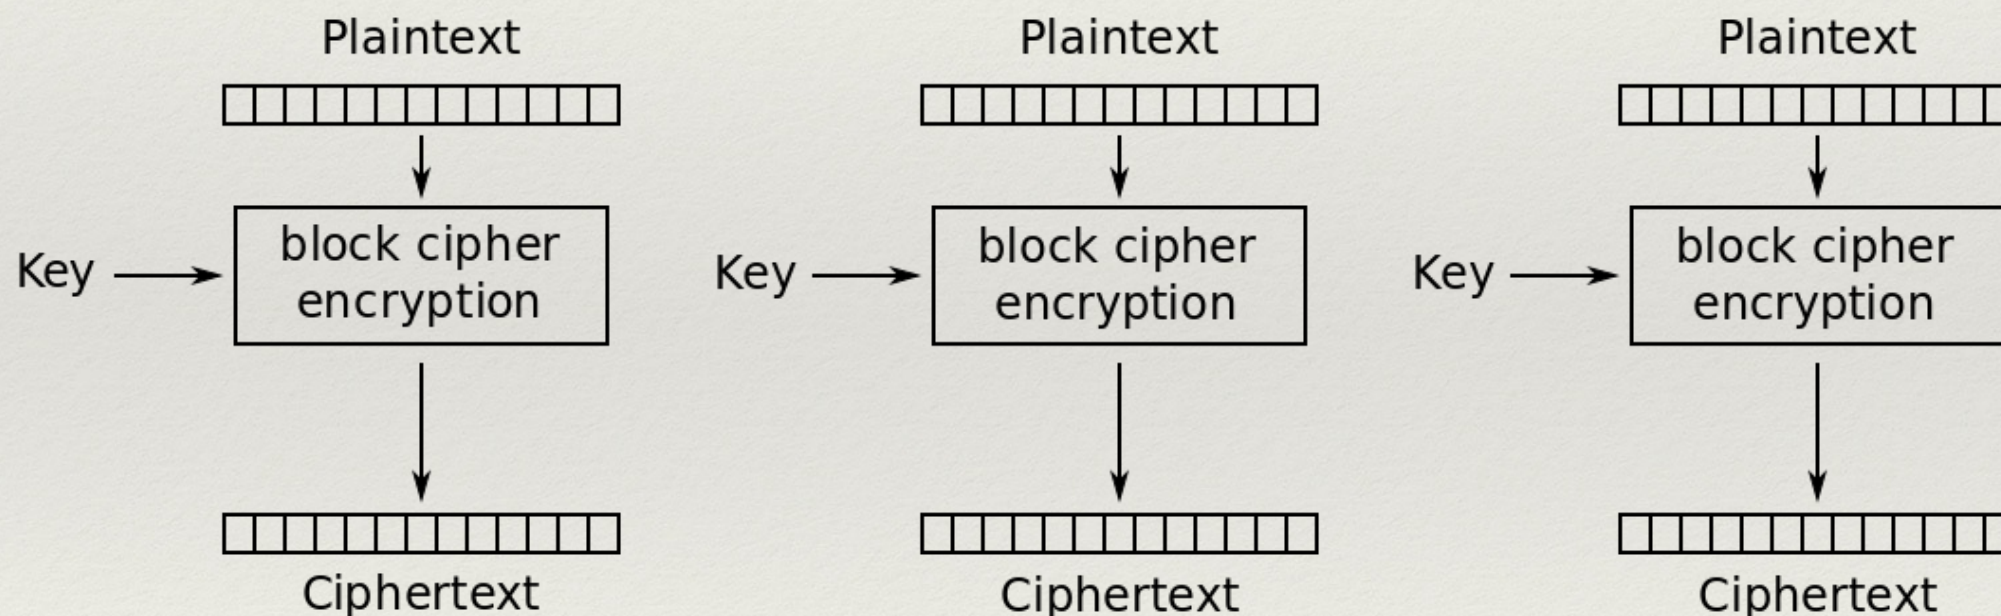 Plaintext
Plaintext
Plaintext
Key
block cipher
encryption
Key
block cipher
encryption
Key
block cipher
encryption
Ciphertext
Ciphertext
Ciphertext